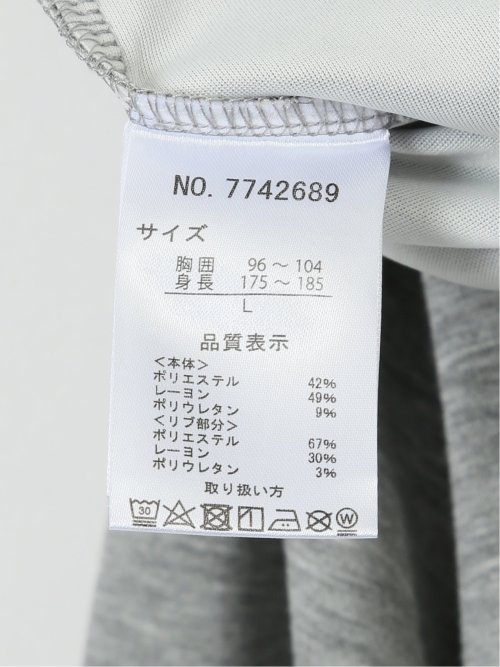 NO. 7742689
サイズ
胸囲 96～104
身長 175～185
L
品質表示
＜本体＞
ポリエステル 42%
レーヨン 49%
ポリウレタン 9%
＜リブ部分＞
ポリエステル 67%
レーヨン 30%
ポリウレタン 3%
取り扱い方
30 W